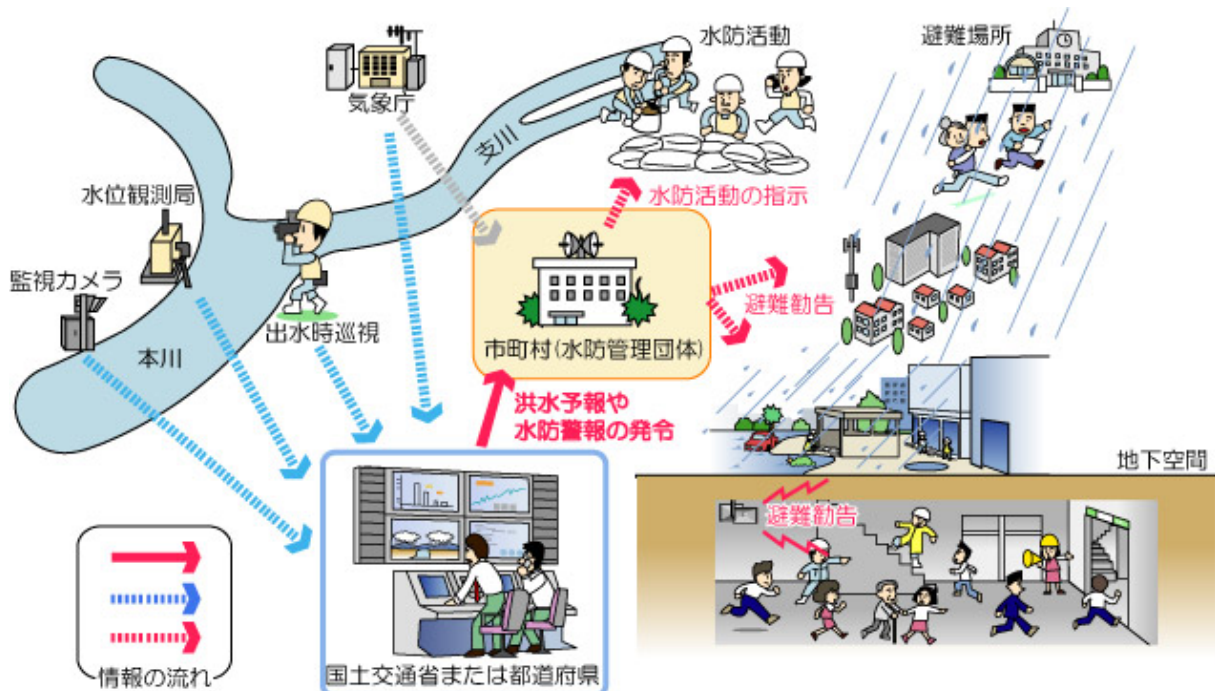 水防活動
避難場所
気象庁
支川
水位観測局
水防活動の指示
監視カメラ
避難勧告
出水時巡視
本川
市町村(水防管理団体)
洪水予報や
水防警報の発令
地下空間
避難勧告
情報の流れ
国土交通省または都道府県